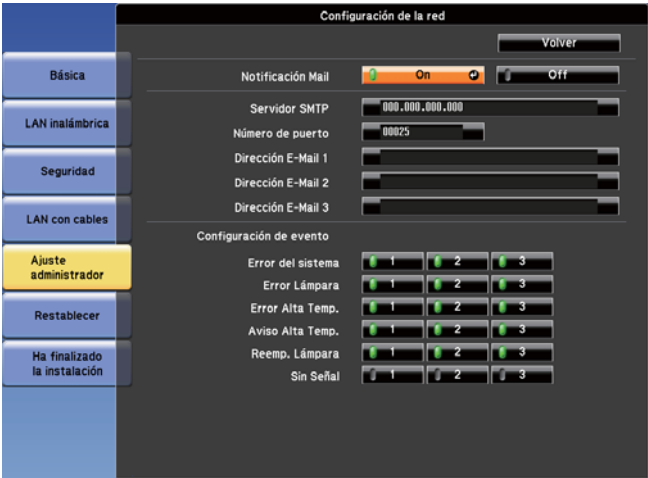 Configuración de la red
Volver
Básica
LAN inalámbrica
Seguridad
LAN con cables
Ajuste
administrador
Restablecer
Ha finalizado
la instalación
Notificación Mail On Off
Servidor SMTP 000.000.000.000
Número de puerto 00025
Dirección E-Mail 1
Dirección E-Mail 2
Dirección E-Mail 3
Configuración de evento
Error del sistema 1 2 3
Error Lámpara 1 2 3
Error Alta Temp. 1 2 3
Aviso Alta Temp. 1 2 3
Reemp. Lámpara 1 2 3
Sin Señal 1 2 3